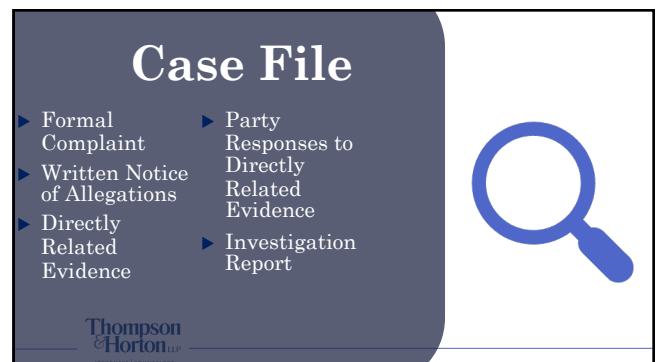 Case File
Formal
Complaint
Written Notice
of Allegations
Directly
Related
Evidence
Party
Responses to
Directly
Related
Evidence
Investigation
Report
Thompson
& Horton LLP